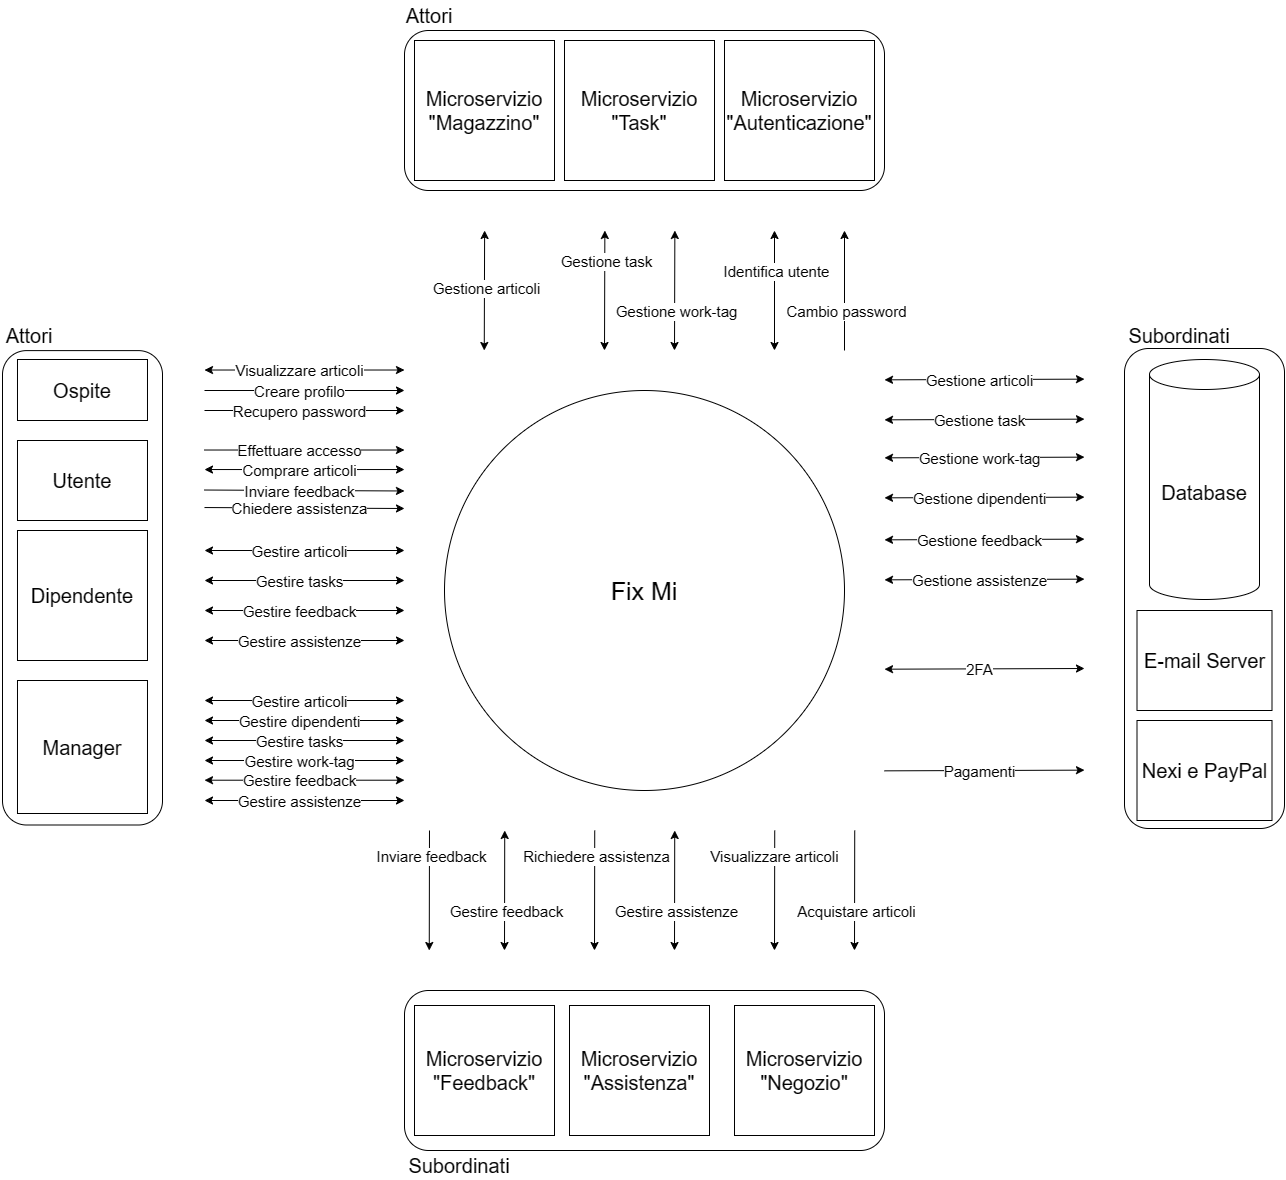 Attori
Microservizio
"Magazzino"
Microservizio
"Task"
Microservizio
"Autenticazione"
Gestione articoli
Gestione task
Gestione work-tag
Identifica utente
Cambio password
Attori
Ospite
Utente
Dipendente
Manager
Visualizzare articoli
Creare profilo
Recupero password
Effettuare accesso
Comprare articoli
Inviare feedback
Chiedere assistenza
Gestire articoli
Gestire tasks
Gestire feedback
Gestire assistenze
Gestire articoli
Gestire dipendenti
Gestire tasks
Gestire work-tag
Gestire feedback
Gestire assistenze
Fix Mi
Gestione articoli
Gestione task
Gestione work-tag
Gestione dipendenti
Gestione feedback
Gestione assistenze
2FA
Pagamenti
Subordinati
Database
E-mail Server
Nexi e PayPal
Inviare feedback
Gestire feedback
Richiedere assistenza
Gestire assistenze
Visualizzare articoli
Acquistare articoli
Microservizio
"Feedback"
Microservizio
"Assistenza"
Microservizio
"Negozio"
Subordinati